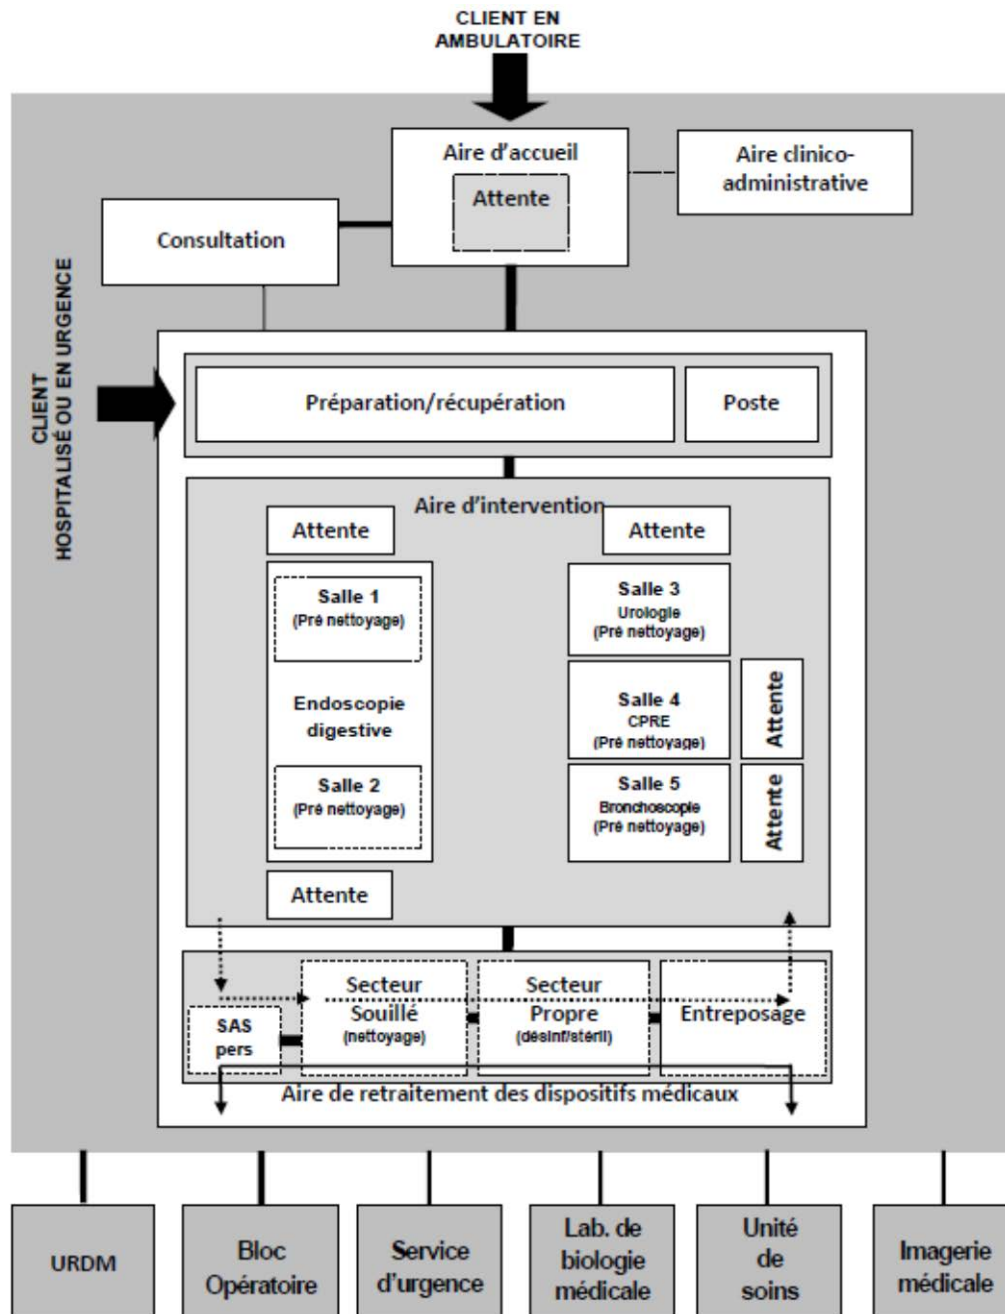 CLIENT EN
AMBULATOIRE
Aire d'accueil
Attente
Aire clinico-
administrative
Consultation
CLIENT
HOSPITALISÉ OU EN URGENCE
Préparation/récupération
Poste
Aire d'intervention
Attente
Attente
Salle 1
(Pré nettoyage)
Endoscopie
digestive
Salle 2
(Pré nettoyage)
Salle 3
Urologie
(Pré nettoyage)
Salle 4
CPRE
(Pré nettoyage)
Attente
Salle 5
Bronchoscopie
(Pré nettoyage)
Attente
Attente
SAS
pers
Secteur
Souillé
(nettoyage)
Secteur
Propre
(désinf/stéril)
Entreposage
Aire de retraitement des dispositifs médicaux
URDM
Bloc
Opératoire
Service
d'urgence
Lab. de
biologie
médicale
Unité
de
soins
Imagerie
médicale